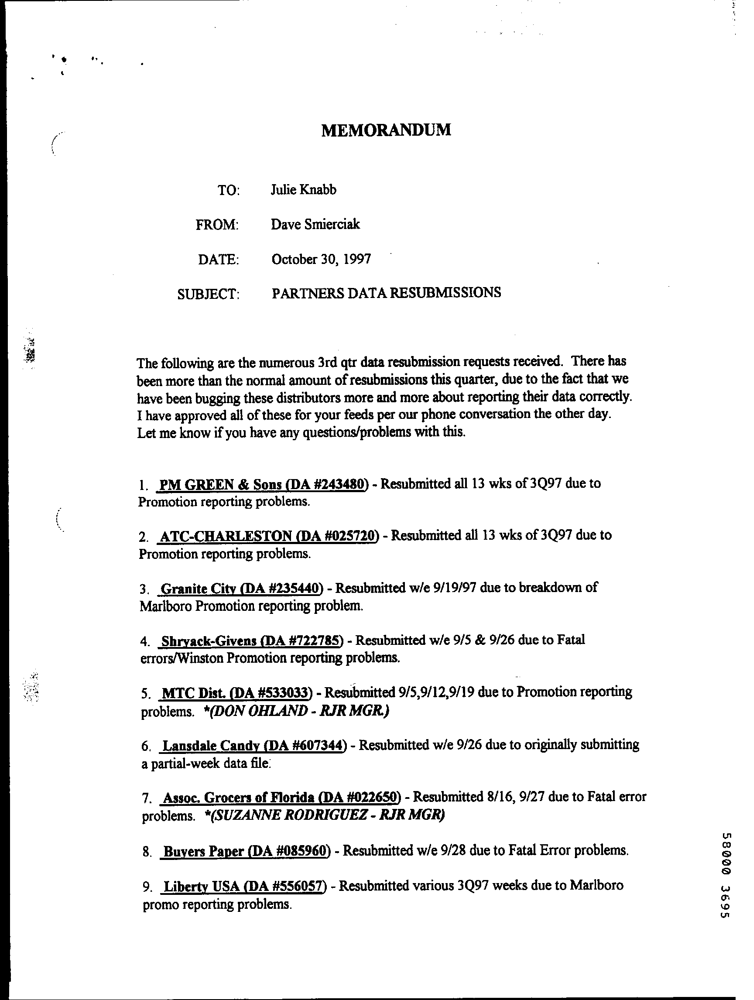 MEMORANDUM
TO: Julie Knabb
FROM: Dave Smierciak
DATE: October 30, 1997
SUBJECT: PARTNERS DATA RESUBMISSIONS
The following are the numerous 3rd qtr data resubmission requests received. There has
been more than the normal amount of resubmissions this quarter, due to the fact that we
have been bugging these distributors more and more about reporting their data correctly.
I have approved all of these for your feeds per our phone conversation the other day.
Let me know if you have any questions/problems with this.
1. PM GREEN & Sons (DA #243480) - Resubmitted all 13 wks of 3Q97 due to
Promotion reporting problems.
2. ATC-CHARLESTON (DA #025720) - Resubmitted all 13 wks of 3Q97 due to
Promotion reporting problems.
3. Granite City (DA #235440) - Resubmitted w/e 9/19/97 due to breakdown of
Marlboro Promotion reporting problem.
4. Shryack-Givens (DA #722785) - Resubmitted w/e 9/5 & 9/26 due to Fatal
errors/Winston Promotion reporting problems.
5. MTC Dist. (DA #533033) - Resubmitted 9/5,9/12,9/19 due to Promotion reporting
problems. *(DON OHLAND - RJR MGR.)
6. Lansdale Candy (DA #607344) - Resubmitted w/e 9/26 due to originally submitting
a partial-week data file.
7. Assoc. Grocers of Florida (DA #022650) - Resubmitted 8/16, 9/27 due to Fatal error
problems. *(SUZANNE RODRIGUEZ - RJR MGR)
8. Buyers Paper (DA #085960) - Resubmitted w/e 9/28 due to Fatal Error problems.
9. Liberty USA (DA #556057) - Resubmitted various 3Q97 weeks due to Marlboro
promo reporting problems.
58000 3695